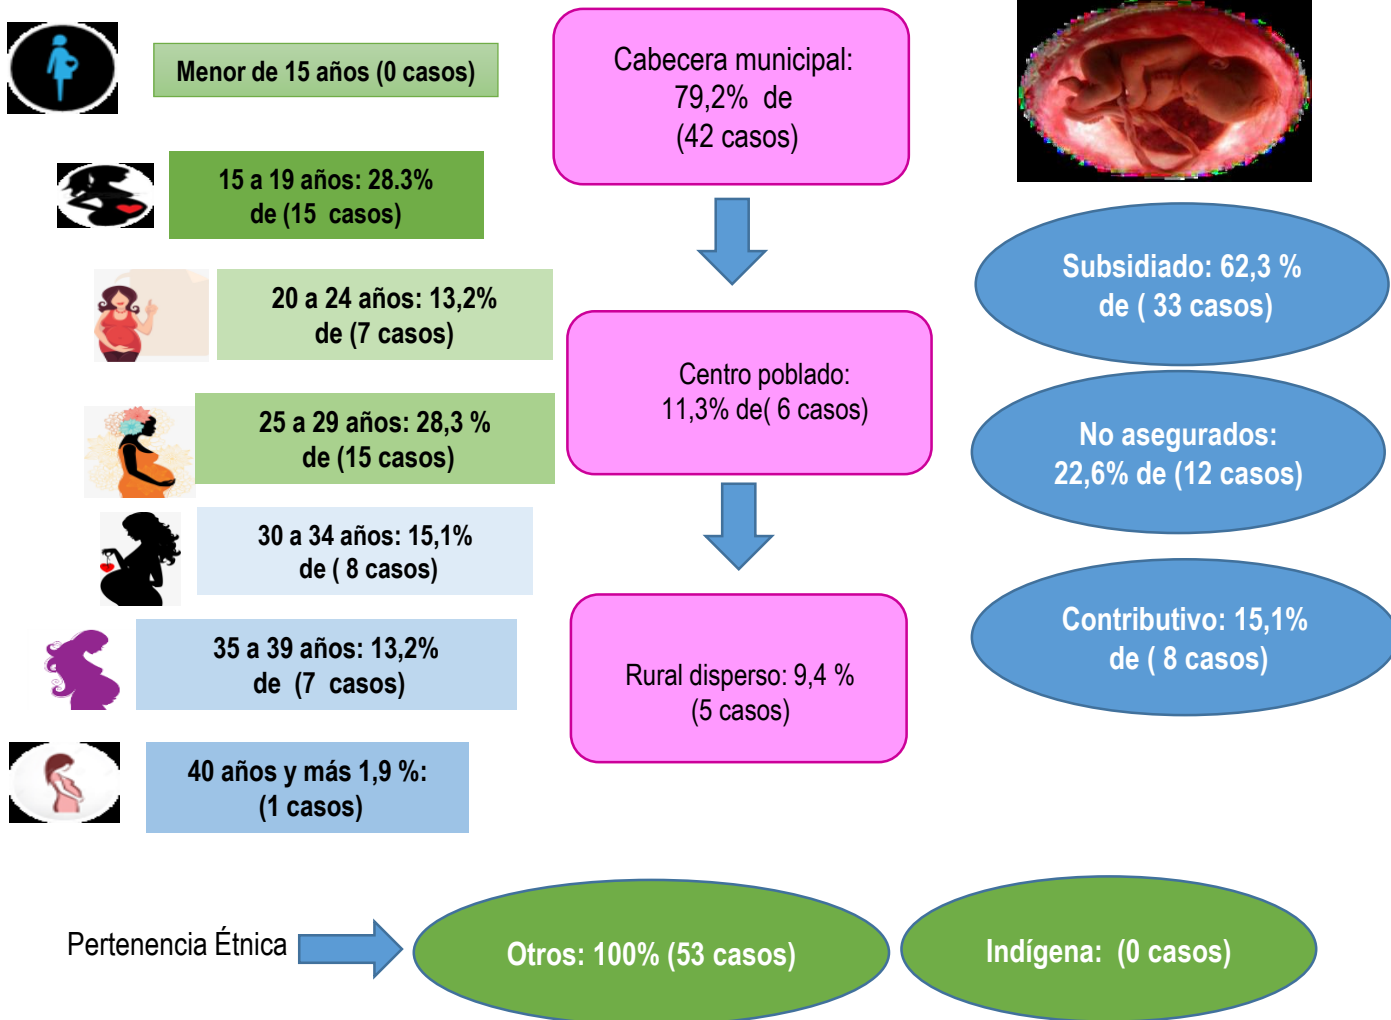 Menor de 15 años (0 casos)
15 a 19 años: 28.3%
de (15 casos)
20 a 24 años: 13,2%
de (7 casos)
25 a 29 años: 28,3 %
de (15 casos)
30 a 34 años: 15,1%
de ( 8 casos)
35 a 39 años: 13,2%
de (7 casos)
40 años y más 1,9 %:
(1 casos)
Cabecera municipal:
79,2% de
(42 casos)
Centro poblado:
11,3% de( 6 casos)
Rural disperso: 9,4 %
(5 casos)
Subsidiado: 62,3 %
de ( 33 casos)
No asegurados:
22,6% de (12 casos)
Contributivo: 15,1%
de ( 8 casos)
Pertenencia Étnica
Otros: 100% (53 casos)
Indígena: (0 casos)